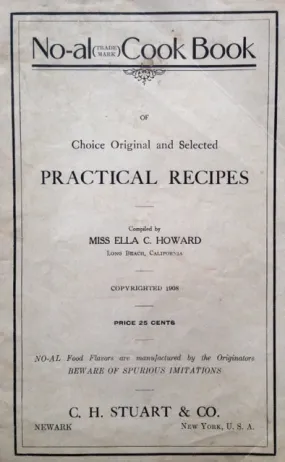 No-al (TRADE MARK) Cook Book
OF
Choice Original and Selected
PRACTICAL RECIPES
Compiled by
MISS ELLA C. HOWARD
LONG BEACH, CALIFORNIA
COPYRIGHTED 1908
PRICE 25 CENTS
NO-AL Food Flavors are manufactured by the Originators
BEWARE OF SPURIOUS IMITATIONS
C. H. STUART & CO.
NEWARK NEW YORK, U. S. A.